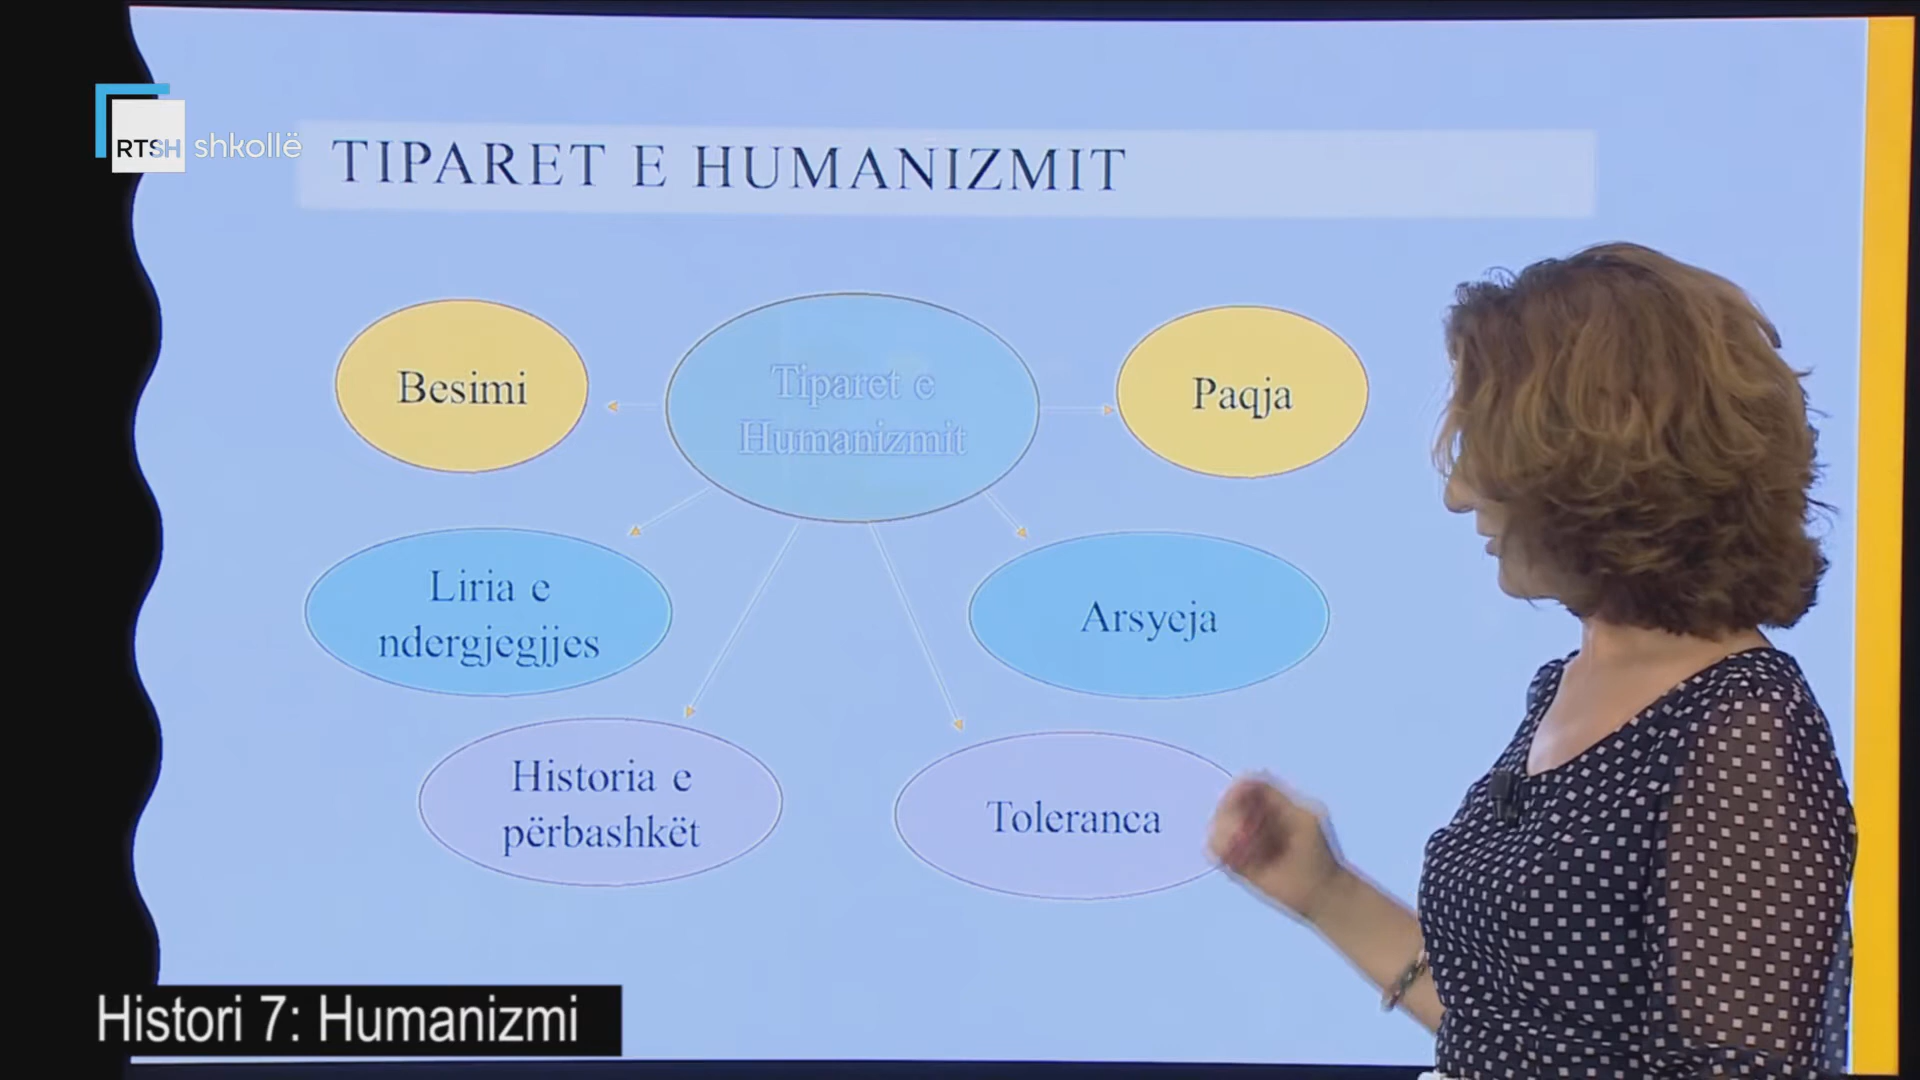 RTSH shkollë
TIPARET E HUMANIZMIT
Besimi
Tiparet e
Humanizmit
Paqja
Liria e
ndergjegjjes
Arsyeja
Historia e
përbashkët
Toleranca
Histori 7: Humanizmi